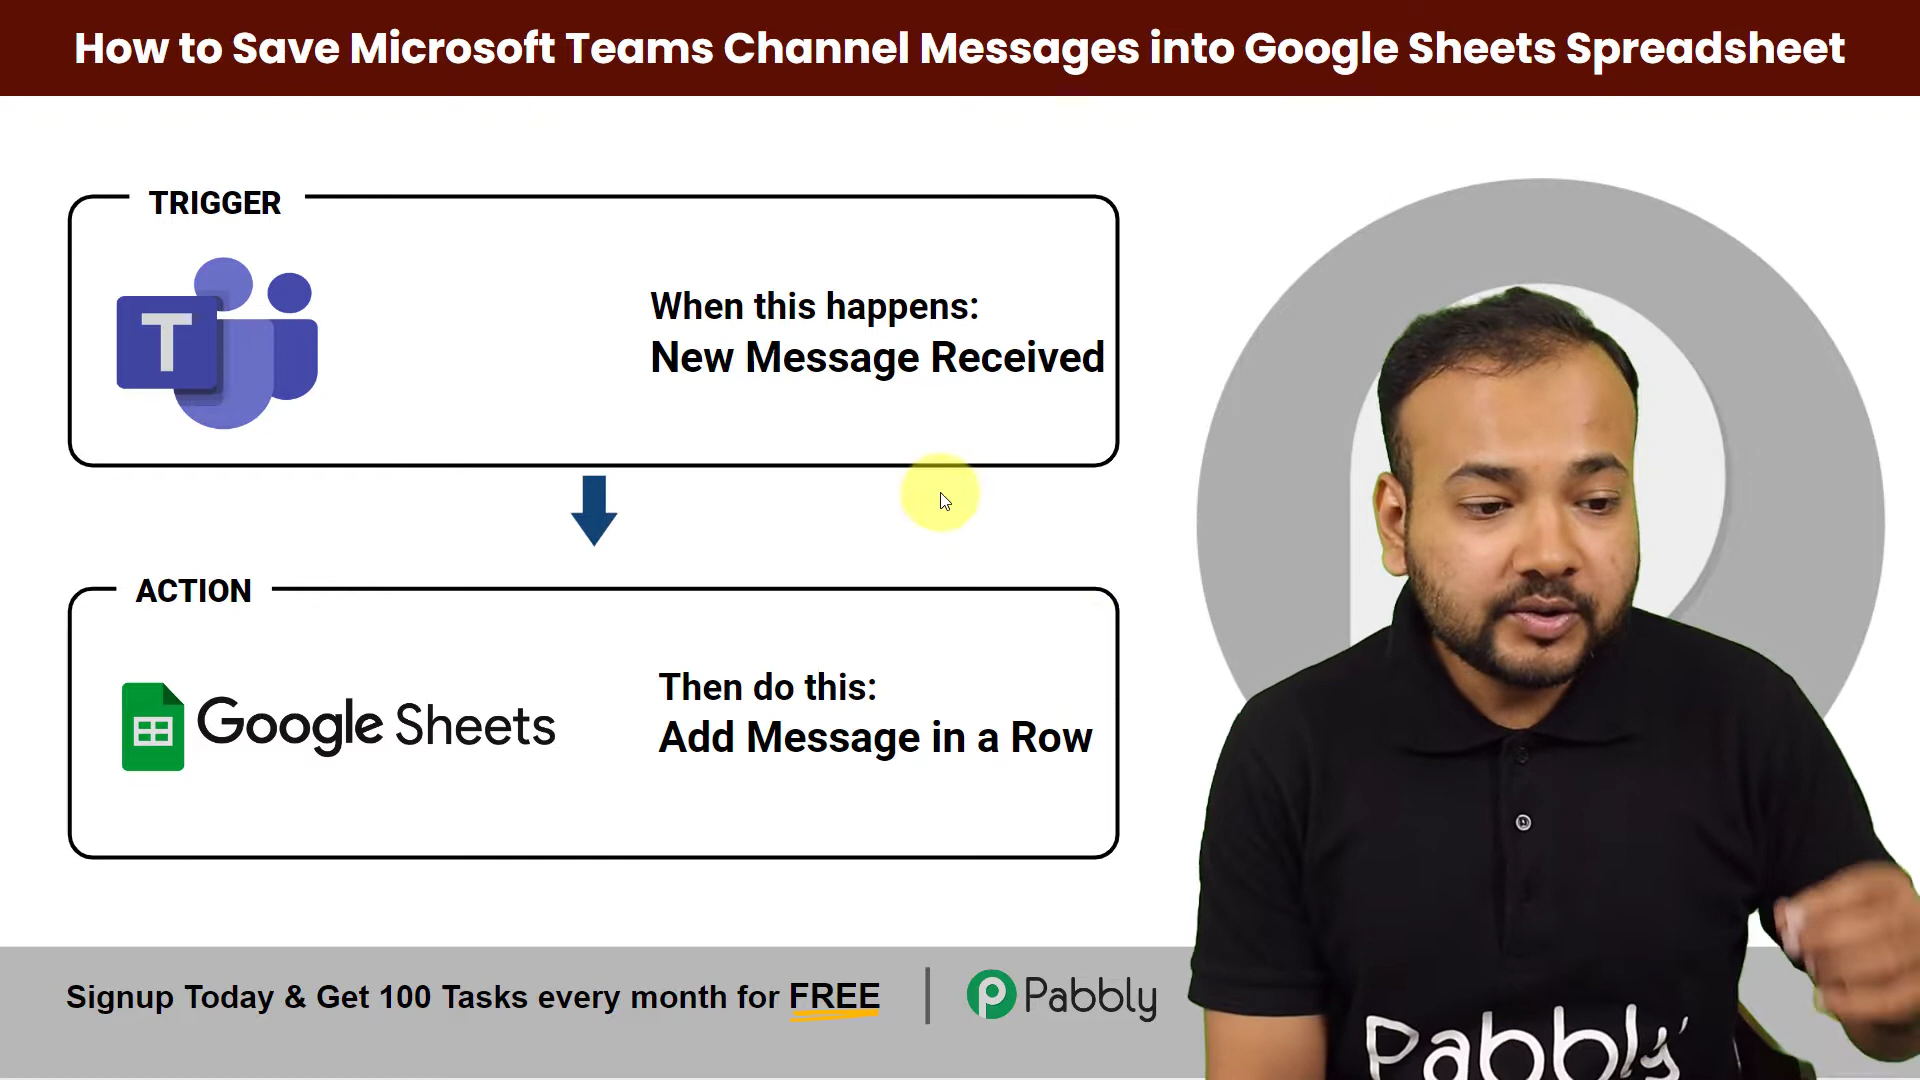 How to Save Microsoft Teams Channel Messages into Google Sheets Spreadsheet
TRIGGER
T
When this happens:
New Message Received
ACTION
Google Sheets
Then do this:
Add Message in a Row
Signup Today & Get 100 Tasks every month for FREE
Pabbly
Pabbly